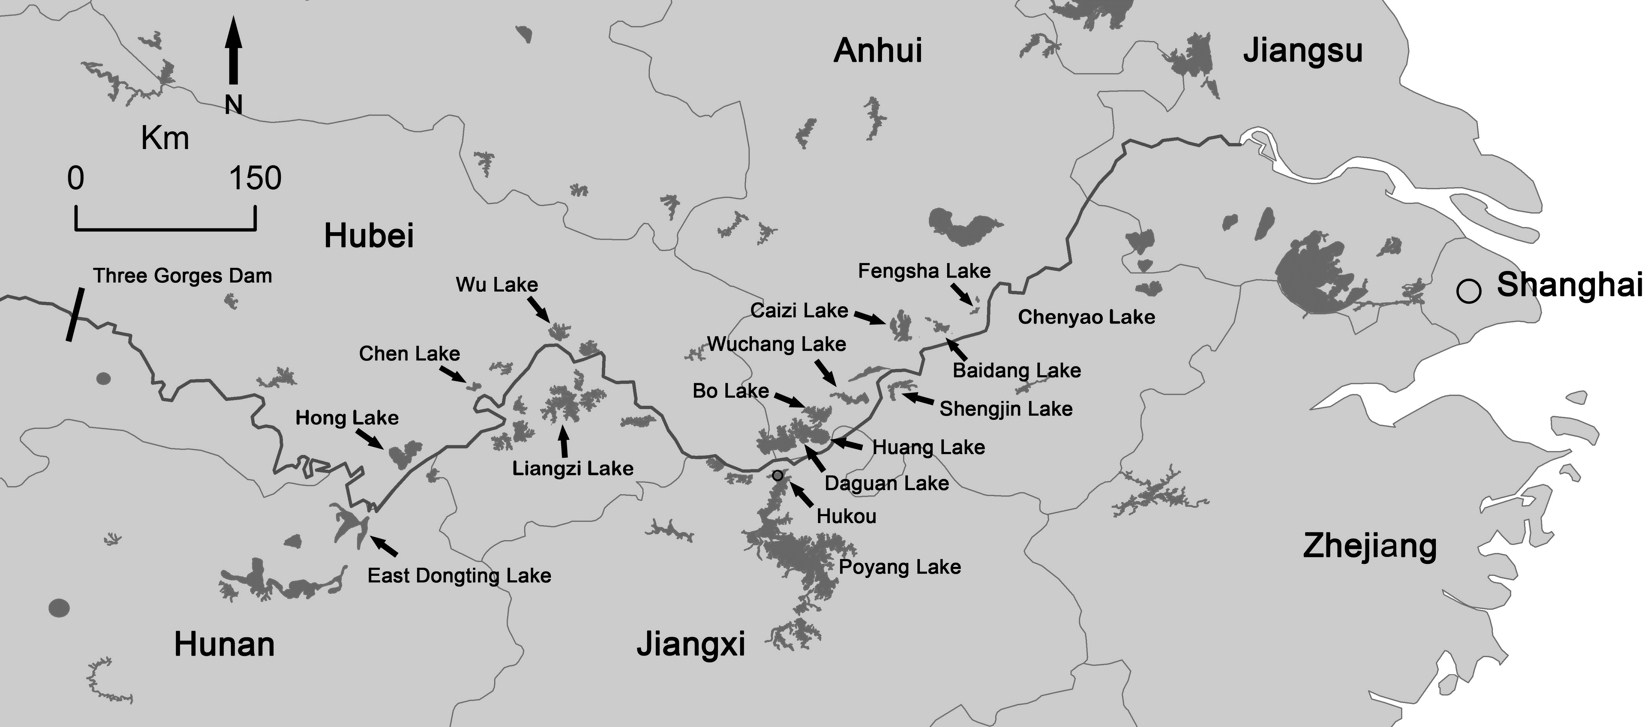 Anhui
Jiangsu
N
Km
0 150
Hubei
Three Gorges Dam
Fengsha Lake
Wu Lake
Shanghai
Caizi Lake
Chenyao Lake
Wuchang Lake
Chen Lake
Baidang Lake
Bo Lake
Shengjin Lake
Hong Lake
Huang Lake
Liangzi Lake
Daguan Lake
Hukou
Zhejiang
Poyang Lake
East Dongting Lake
Hunan
Jiangxi